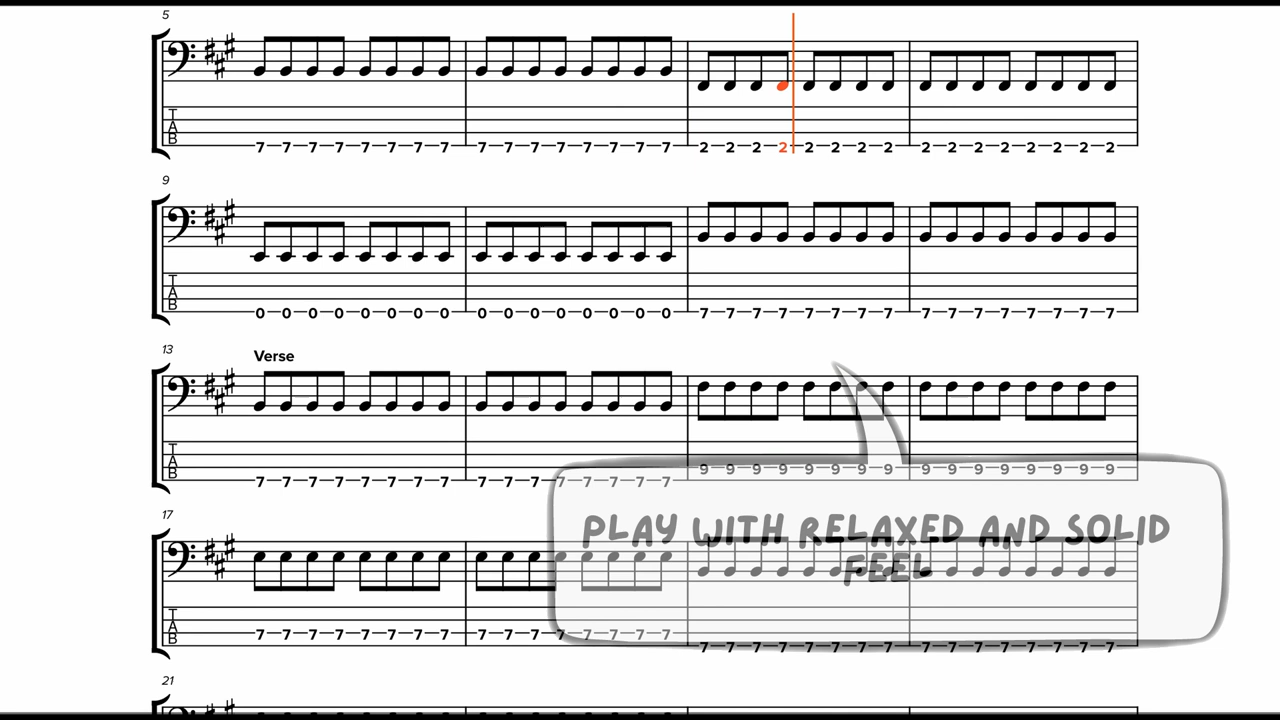 5
T
A
B
7 7 7 7 7 7 7 7 7 7 7 7 7 7 7 7 2 2 2 2 2 2 2 2 2 2 2 2 2 2 2 2
9
T
A
B
0 0 0 0 0 0 0 0 0 0 0 0 0 0 0 0 7 7 7 7 7 7 7 7 7 7 7 7 7 7 7 7
13
Verse
T
A
B
9 9 9 9 9 9 9 9 9 9 9 9 9 9 9 9
7 7 7 7 7 7 7 7 7 7 7 7 7 7 7 7
17
PLAY WITH RELAXED AND SOLID
FEEL
T
A
B
7 7 7 7 7 7 7 7 7 7 7 7 7 7 7 7
7 7 7 7 7 7 7 7 7 7 7 7 7 7 7 7
21